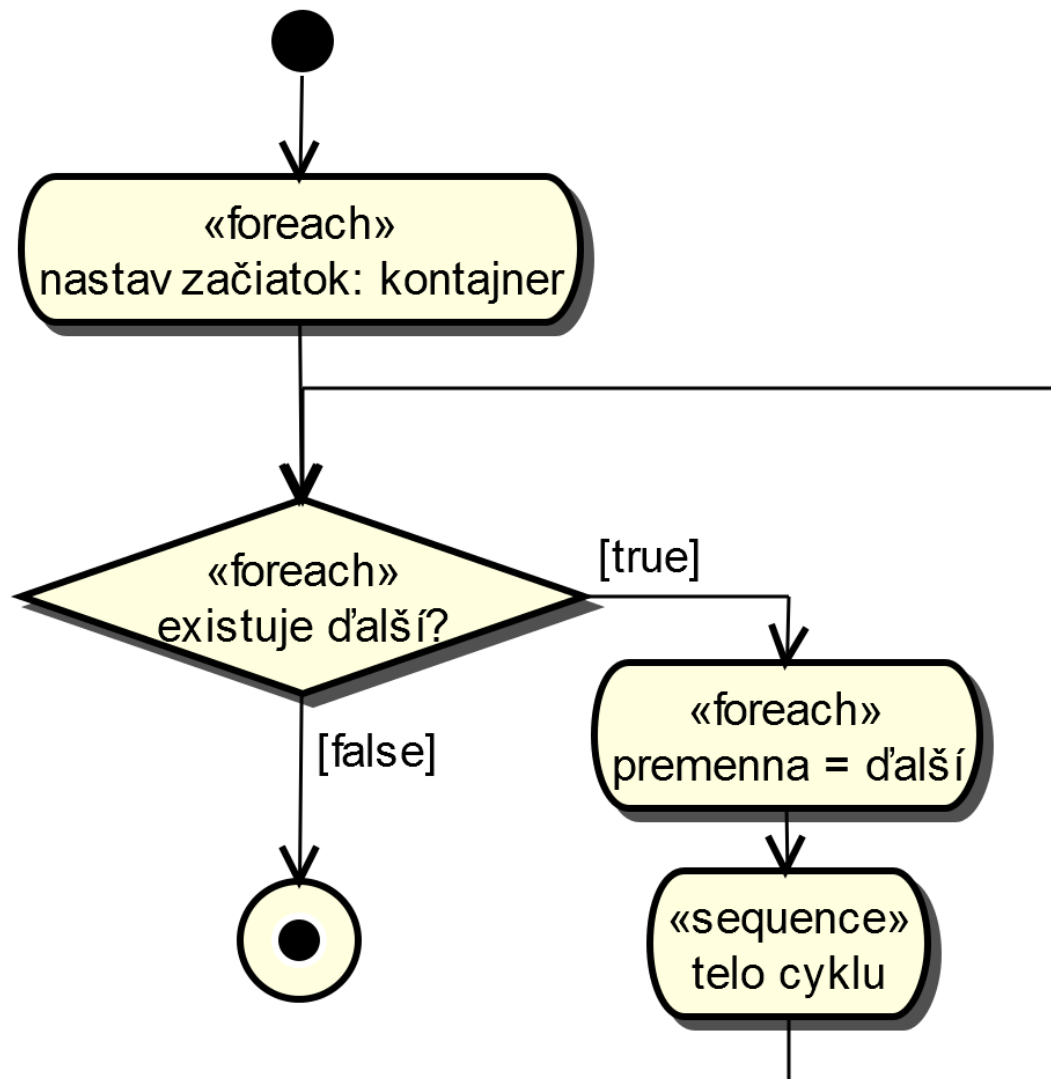 «foreach»
nastav začiatok: kontajner
«foreach»
existuje ďalší?
[true]
[false]
«foreach»
premenna = ďalší
«sequence»
telo cyklu